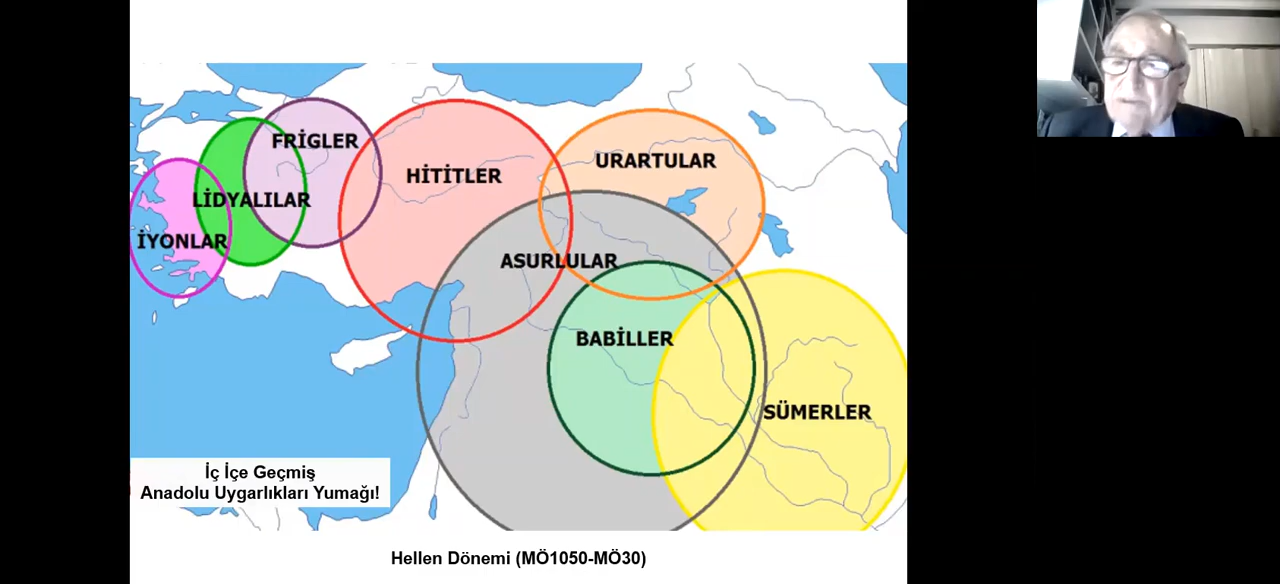 FRİGLER
URARTULAR
HİTİTLER
LİDYALILAR
İYONLAR
ASURLULAR
BABİLLER
SÜMERLER
İç İçe Geçmiş
Anadolu Uygarlıkları Yumağı!
Hellen Dönemi (MÖ1050-MÖ30)